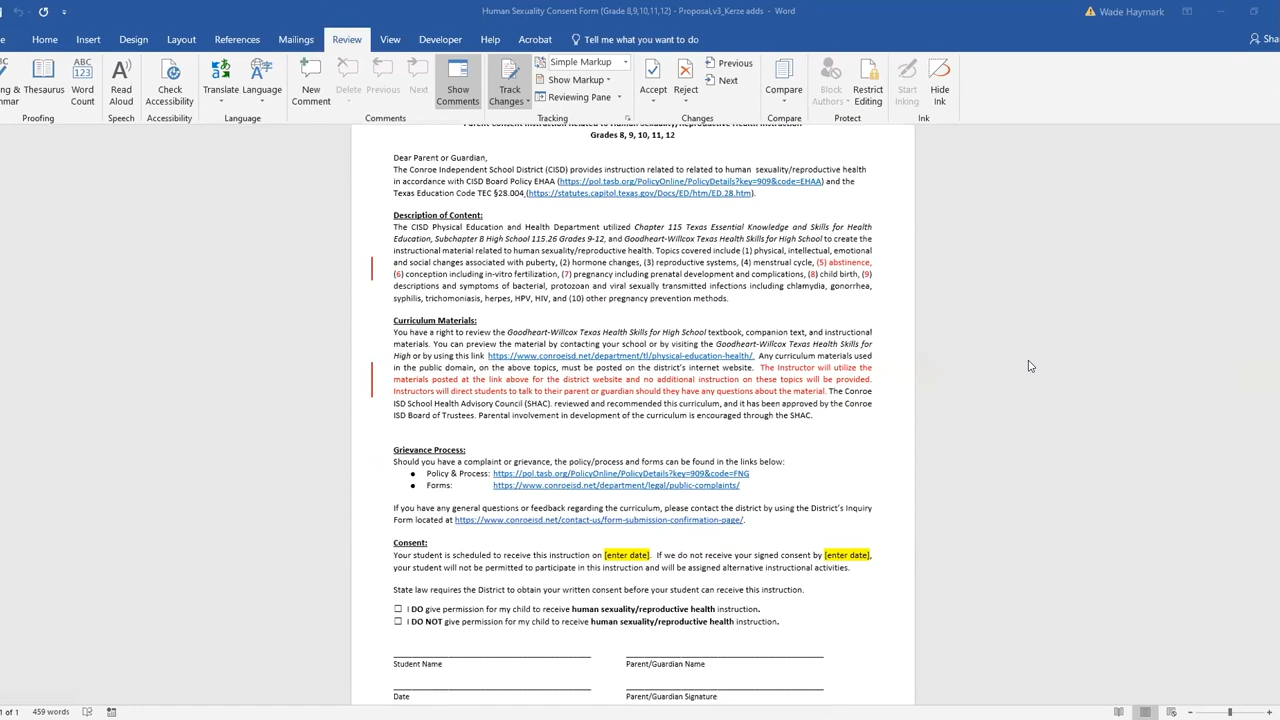 Human Sexuality Consent Form (Grade 8,9,10,11,12) - Proposal,v3_Kerze adds - Word
Wade Haymark
Home Insert Design Layout References Mailings Review View Developer Help Acrobat Tell me what you want to do
Thesaurus Word Count
Read Aloud
Check Accessibility
Translate Language
New Comment
Delete Previous Next
Show Comments
Track Changes
Simple Markup
Show Markup
Reviewing Pane
Accept Reject
Previous
Next
Compare
Block Authors
Restrict Editing
Start Inking
Hide Ink
Proofing Speech Accessibility Language Comments Tracking Changes Compare Protect Ink
Parent Consent Instruction Related to Human Sexuality/Reproductive Health Instruction
Grades 8, 9, 10, 11, 12
Dear Parent or Guardian,
The Conroe Independent School District (CISD) provides instruction related to related to human sexuality/reproductive health
in accordance with CISD Board Policy EHAA (https://pol.tasb.org/PolicyOnline/PolicyDetails?key=909&code=EHAA) and the
Texas Education Code TEC §28.004 (https://statutes.capitol.texas.gov/Docs/ED/htm/ED.28.htm).
Description of Content:
The CISD Physical Education and Health Department utilized Chapter 115 Texas Essential Knowledge and Skills for Health
Education, Subchapter B High School 115.26 Grades 9-12, and Goodheart-Willcox Texas Health Skills for High School to create the
instructional material related to human sexuality/reproductive health. Topics covered include (1) physical, intellectual, emotional
and social changes associated with puberty, (2) hormone changes, (3) reproductive systems, (4) menstrual cycle, (5) abstinence,
(6) conception including in-vitro fertilization, (7) pregnancy including prenatal development and complications, (8) child birth, (9)
descriptions and symptoms of bacterial, protozoan and viral sexually transmitted infections including chlamydia, gonorrhea,
syphilis, trichomoniasis, herpes, HPV, HIV, and (10) other pregnancy prevention methods.
Curriculum Materials:
You have a right to review the Goodheart-Willcox Texas Health Skills for High School textbook, companion text, and instructional
materials. You can preview the material by contacting your school or by visiting the Goodheart-Willcox Texas Health Skills for
High or by using this link https://www.conroeisd.net/department/tl/physical-education-health/. Any curriculum materials used
in the public domain, on the above topics, must be posted on the district's internet website. The Instructor will utilize the
materials posted at the link above for the district website and no additional instruction on these topics will be provided.
Instructors will direct students to talk to their parent or guardian should they have any questions about the material. The Conroe
ISD School Health Advisory Council (SHAC). reviewed and recommended this curriculum, and it has been approved by the Conroe
ISD Board of Trustees. Parental involvement in development of the curriculum is encouraged through the SHAC.
Grievance Process:
Should you have a complaint or grievance, the policy/process and forms can be found in the links below:
● Policy & Process: https://pol.tasb.org/PolicyOnline/PolicyDetails?key=909&code=FNG
● Forms: https://www.conroeisd.net/department/legal/public-complaints/
If you have any general questions or feedback regarding the curriculum, please contact the district by using the District's Inquiry
Form located at https://www.conroeisd.net/contact-us/form-submission-confirmation-page/.
Consent:
Your student is scheduled to receive this instruction on [enter date]. If we do not receive your signed consent by [enter date],
your student will not be permitted to participate in this instruction and will be assigned alternative instructional activities.
State law requires the District to obtain your written consent before your student can receive this instruction.
☐ I DO give permission for my child to receive human sexuality/reproductive health instruction.
☐ I DO NOT give permission for my child to receive human sexuality/reproductive health instruction.
Student Name Parent/Guardian Name
Date Parent/Guardian Signature
1 of 1 459 words